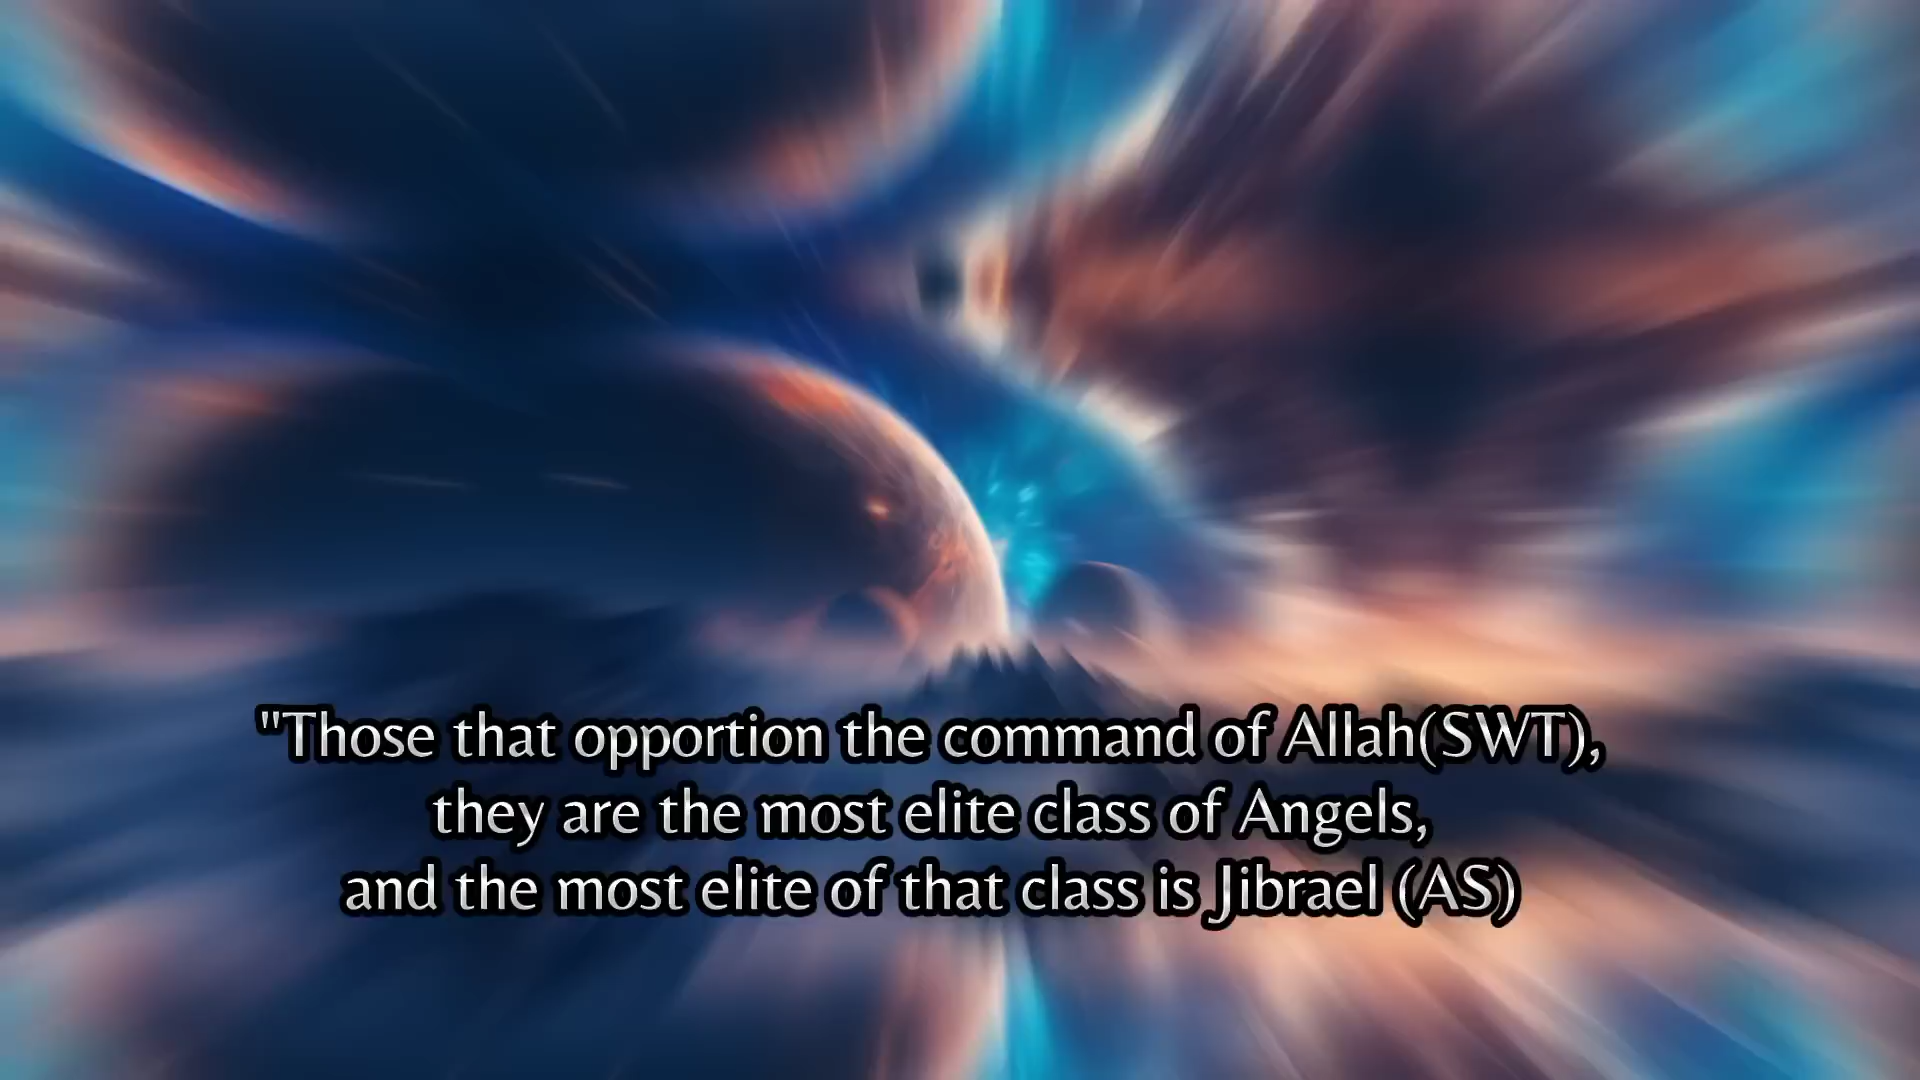 "Those that opportion the command of Allah(SWT),
they are the most elite class of Angels,
and the most elite of that class is Jibrael (AS)